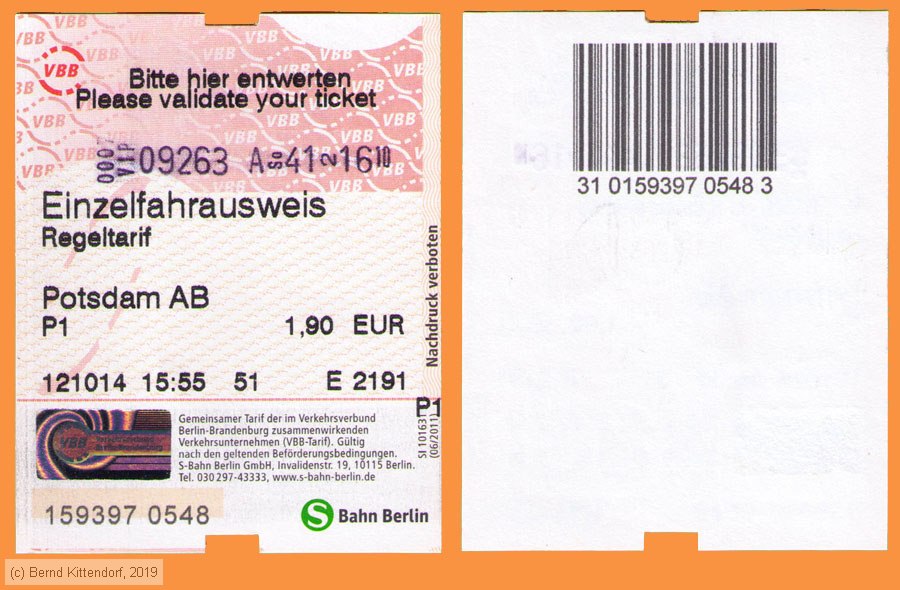 VBB
Bitte hier entwerten
Please validate your ticket
09263 A 41 16
Einzelfahrausweis
Regeltarif
Potsdam AB
P1 1,90 EUR
121014 15:55 51 E 2191
P1
Nachdruck verboten
SI 101631
(06/2011)
VBB
Gemeinsamer Tarif der im Verkehrsverbund
Berlin-Brandenburg zusammenwirkenden
Verkehrsunternehmen (VBB-Tarif). Gültig
nach den geltenden Beförderungsbedingungen.
S-Bahn Berlin GmbH, Invalidenstr. 19, 10115 Berlin.
Tel. 030 297-43333, www.s-bahn-berlin.de
159397 0548
S Bahn Berlin
31 0159397 0548 3
(c) Bernd Kittendorf, 2019